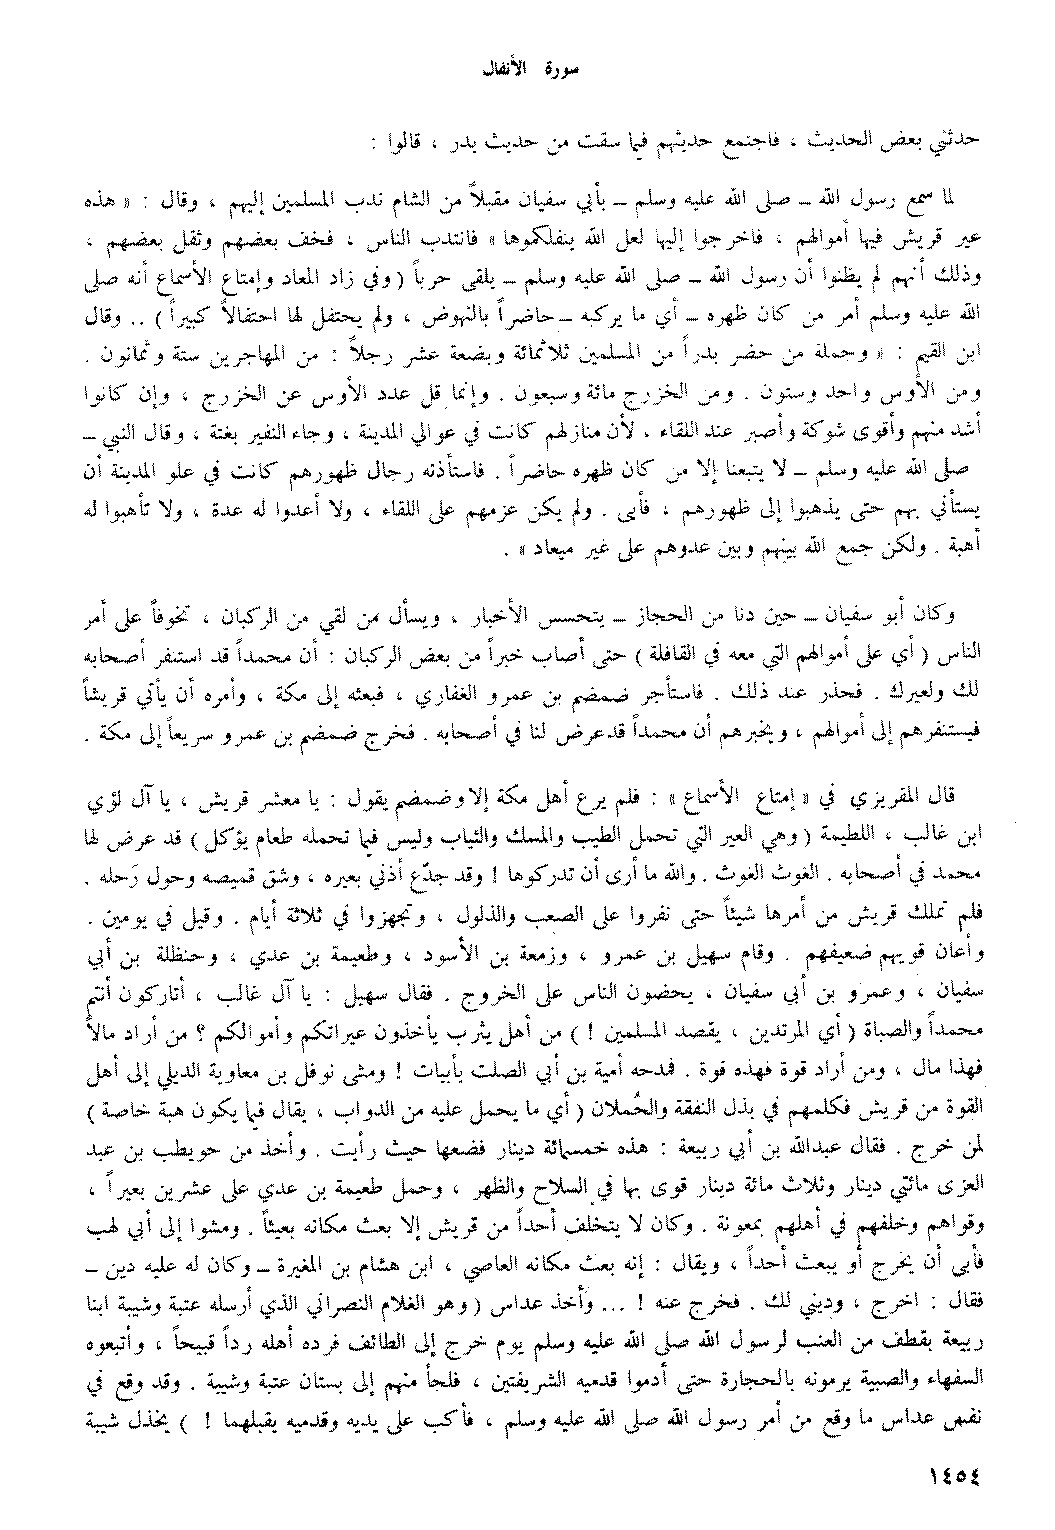 سورة الأنفال
حدثني بعض الحديث ، فاجتمع حديثهم فيما سقت من حديث بدر ، قالوا :
لما سمع رسول الله ــ صلى الله عليه وسلم ــ بأبي سفيان مقبلاً من الشام ندب المسلمين إليهم ، وقال : « هذه
عير قريش فيها أموالهم ، فاخرجوا إليها لعل الله ينفلكموها » فانتدب الناس ، فخف بعضهم وثقل بعضهم ،
وذلك أنهم لم يظنوا أن رسول الله ــ صلى الله عليه وسلم ــ يلقى حرباً ( وفي زاد المعاد وإمتاع الأسماع أنه صلى
الله عليه وسلم أمر من كان ظهره ــ أي ما يركبه ــ حاضراً بالنهوض ، ولم يحتفل لها احتفالاً كبيراً ) .. وقال
ابن القيم : « وجملة من حضر بدراً من المسلمين ثلاثمائة وبضعة عشر رجلاً : من المهاجرين ستة وثمانون .
ومن الأوس واحد وستون . ومن الخزرج مائة وسبعون . وإنما قل عدد الأوس عن الخزرج ، وإن كانوا
أشد منهم وأقوى شوكة وأصبر عند اللقاء ، لأن منازلهم كانت في عوالي المدينة ، وجاء النفير بغتة ، وقال النبي ــ
صلى الله عليه وسلم ــ لا يتبعنا إلا من كان ظهره حاضراً . فاستأذنه رجال ظهورهم كانت في علو المدينة أن
يستأني بهم حتى يذهبوا إلى ظهورهم ، فأبى . ولم يكن عزمهم على اللقاء ، ولا أعدوا له عدة ، ولا تأهبوا له
أهبة . ولكن جمع الله بينهم وبين عدوهم على غير ميعاد » .
وكان أبو سفيان ــ حين دنا من الحجاز ــ يتحسس الأخبار ، ويسأل من لقي من الركبان ، تخوفاً على أمر
الناس ( أي على أموالهم التي معه في القافلة ) حتى أصاب خبراً من بعض الركبان : أن محمداً قد استنفر أصحابه
لك ولعيرك . فحذر عند ذلك . فاستأجر ضمضم بن عمرو الغفاري ، فبعثه إلى مكة ، وأمره أن يأتي قريشاً
فيستنفرهم إلى أموالهم ، ويخبرهم أن محمداً قد عرض لنا في أصحابه . فخرج ضمضم بن عمرو سريعاً إلى مكة .
قال المقريزي في « إمتاع الأسماع » : فلم يرع أهل مكة إلا وضمضم يقول : يا معشر قريش ، يا آل لؤي
ابن غالب ، اللطيمة ( وهي العير التي تحمل الطيب والمسك والثياب وليس فيما تحمله طعام يؤكل ) قد عرض لها
محمد في أصحابه . الغوث الغوث . والله ما أرى أن تدركوها ! وقد جدّع أذني بعيره ، وشق قميصه وحول رَحله .
فلم تملك قريش من أمرها شيئاً حتى نفروا على الصعب والذلول ، وتجهزوا في ثلاثة أيام . وقيل في يومين .
وأعان قويهم ضعيفهم . وقام سهيل بن عمرو ، وزمعة بن الأسود ، وطعيمة بن عدي ، وحنظلة بن أبي
سفيان ، وعمرو بن أبي سفيان ، يحضون الناس على الخروج . فقال سهيل : يا آل غالب ، أتاركون أنتم
محمداً والصباة ( أي المرتدين ، يقصد المسلمين ! ) من أهل يثرب يأخذون عيراتكم وأموالكم ؟ من أراد مالاً
فهذا مال ، ومن أراد قوة فهذه قوة . فمدحه أمية بن أبي الصلت بأبيات ! ومشى نوفل بن معاوية الديلي إلى أهل
القوة من قريش فكلمهم في بذل النفقة والحُملان ( أي ما يحمل عليه من الدواب ، يقال فيما يكون هبة خاصة )
لمن خرج . فقال عبدالله بن أبي ربيعة : هذه خمسمائة دينار فضعها حيث رأيت . وأخذ من حويطب بن عبد
العزى مائتي دينار وثلاث مائة دينار قوى بها في السلاح والظهر ، وحمل طعيمة بن عدي على عشرين بعيراً ،
وقواهم وخلفهم في أهلهم بمعونة . وكان لا يتخلف أحداً من قريش إلا بعث مكانه بعيثاً . ومشوا إلى أبي لهب
فأبى أن يخرج أو يبعث أحداً ، ويقال : إنه بعث مكانه العاصي ، ابن هشام بن المغيرة ــ وكان له عليه دين ــ
فقال : اخرج ، وديني لك . فخرج عنه ! ... وأخذ عداس ( وهو الغلام النصراني الذي أرسله عتبة وشيبة ابنا
ربيعة بقطف من العنب لرسول الله صلى الله عليه وسلم يوم خرج إلى الطائف فرده أهله رداً قبيحاً ، وأتبعوه
السفهاء والصبية يرمونه بالحجارة حتى أدموا قدميه الشريفتين ، فلجأ منهم إلى بستان عتبة وشيبة . وقد وقع في
نفس عداس ما وقع من أمر رسول الله صلى الله عليه وسلم ، فأكب على يديه وقدميه يقبلهما ! ) يخذل شيبة
١٤٥٤